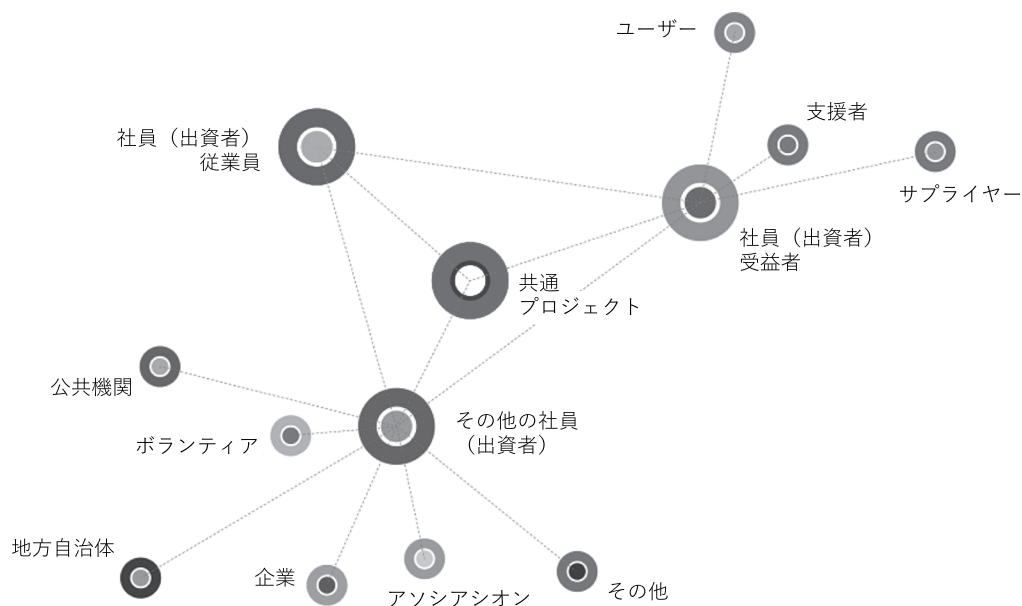 ユーザー
支援者
社員（出資者）
従業員
サプライヤー
社員（出資者）
受益者
共通
プロジェクト
公共機関
その他の社員
（出資者）
ボランティア
地方自治体
企業
アソシアシオン
その他